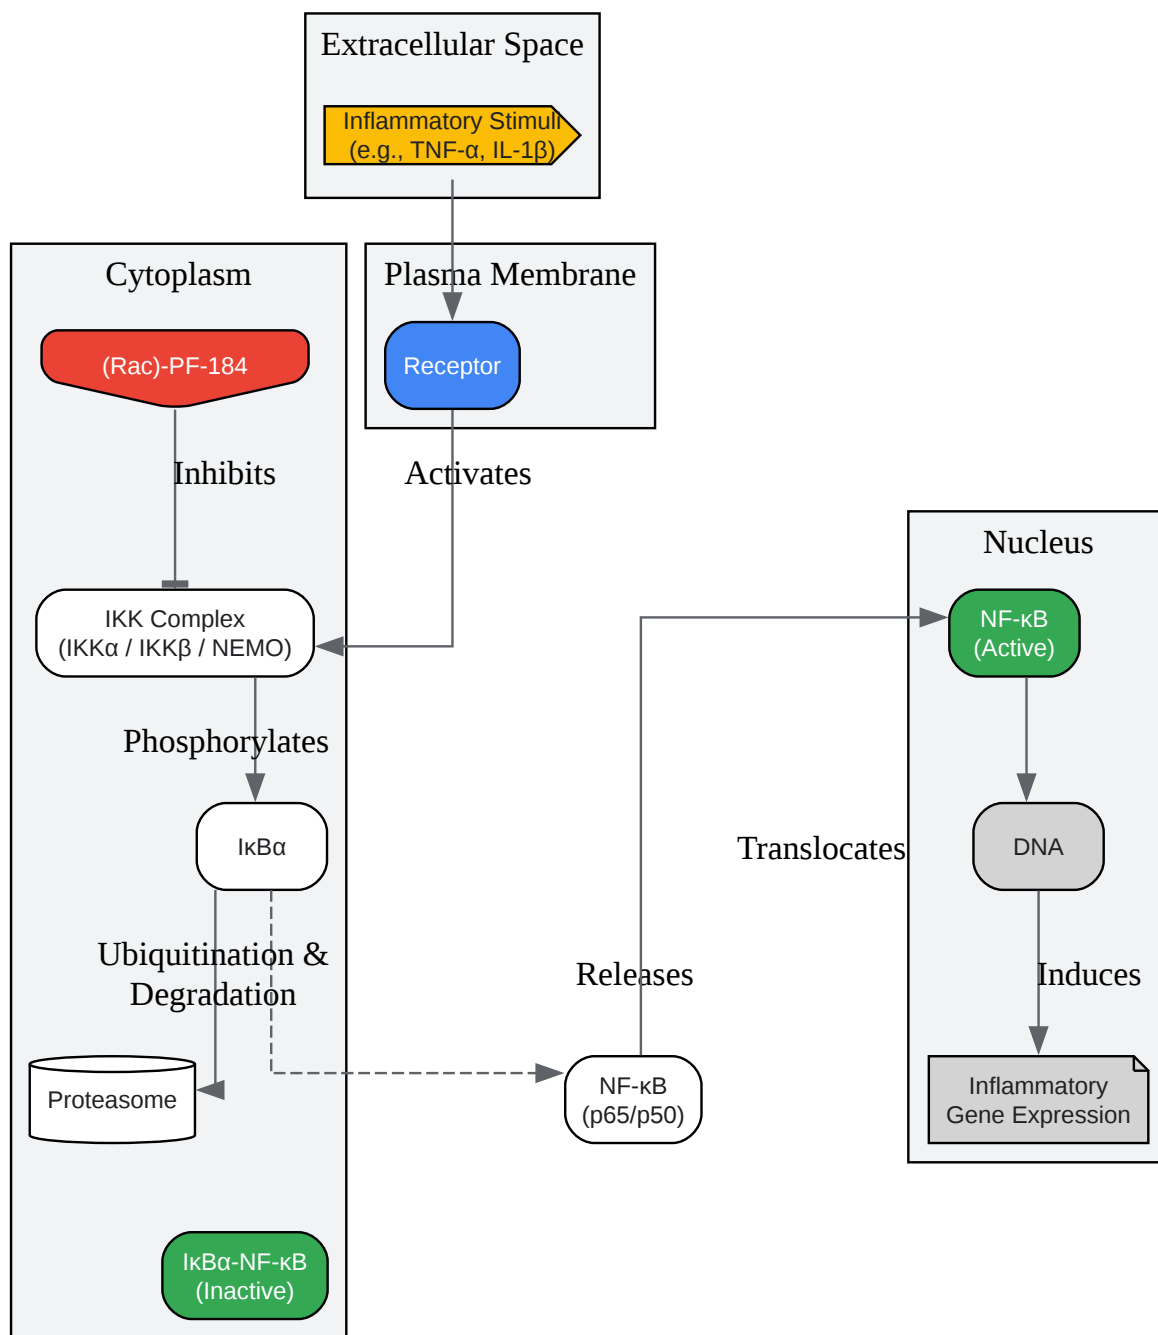 Extracellular Space
Inflammatory Stimuli
(e.g., TNF-α, IL-1β)
Cytoplasm
Plasma Membrane
(Rac)-PF-184
Receptor
Inhibits
Activates
Nucleus
IKK Complex
(IKKα / IKKβ / NEMO)
NF-κB
(Active)
Phosphorylates
IκBα
Translocates
DNA
Ubiquitination &
Degradation
Releases
Induces
Proteasome
NF-κB
(p65/p50)
Inflammatory
Gene Expression
IκBα-NF-κB
(Inactive)